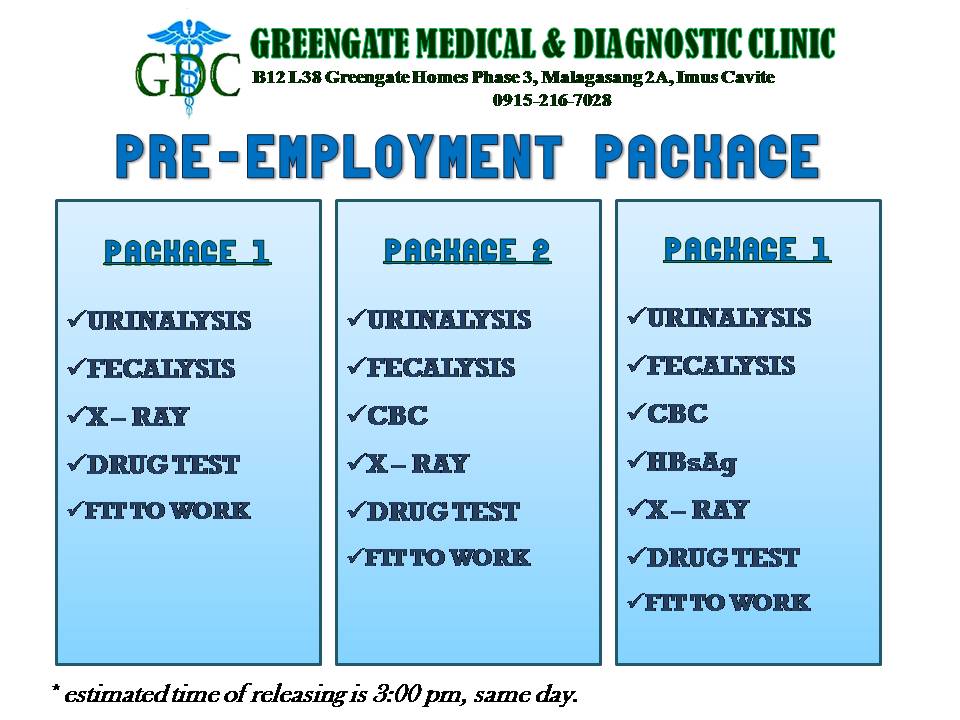 GDC
GREENGATE MEDICAL & DIAGNOSTIC CLINIC
B12 L38 Greengate Homes Phase 3, Malagasang 2A, Imus Cavite
0915-216-7028
PRE-EMPLOYMENT PACKAGE
PACKAGE 1
✓URINALYSIS
✓FECALYSIS
✓X – RAY
✓DRUG TEST
✓FIT TO WORK
PACKAGE 2
✓URINALYSIS
✓FECALYSIS
✓CBC
✓X – RAY
✓DRUG TEST
✓FIT TO WORK
PACKAGE 1
✓URINALYSIS
✓FECALYSIS
✓CBC
✓HBsAg
✓X – RAY
✓DRUG TEST
✓FIT TO WORK
* estimated time of releasing is 3:00 pm, same day.